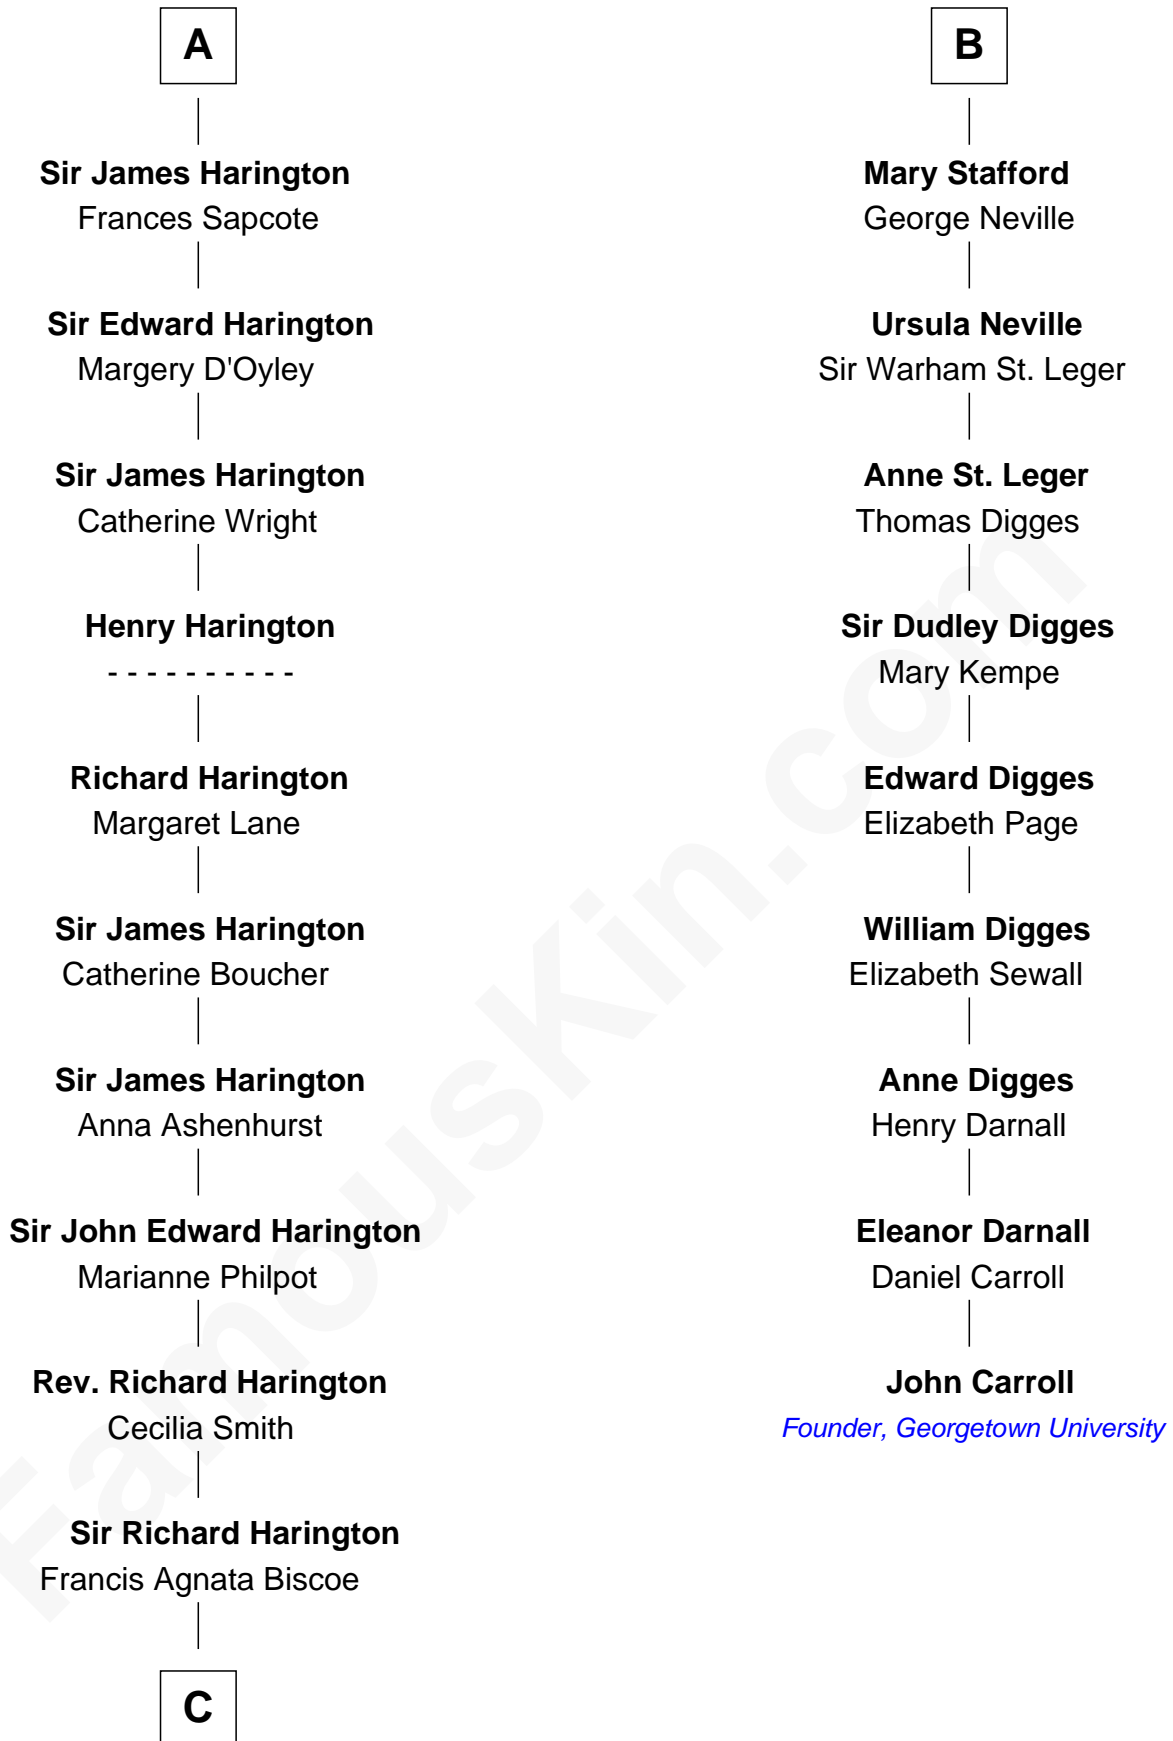 A
Sir James Harington
Frances Sapcote
Sir Edward Harington
Margery D'Oyley
Sir James Harington
Catherine Wright
Henry Harington
- - - - - - - - - -
Richard Harington
Margaret Lane
Sir James Harington
Catherine Boucher
Sir James Harington
Anna Ashenhurst
Sir John Edward Harington
Marianne Philpot
Rev. Richard Harington
Cecilia Smith
Sir Richard Harington
Francis Agnata Biscoe
C
B
Mary Stafford
George Neville
Ursula Neville
Sir Warham St. Leger
Anne St. Leger
Thomas Digges
Sir Dudley Digges
Mary Kempe
Edward Digges
Elizabeth Page
William Digges
Elizabeth Sewall
Anne Digges
Henry Darnall
Eleanor Darnall
Daniel Carroll
John Carroll
Founder, Georgetown University
FamousKin.com